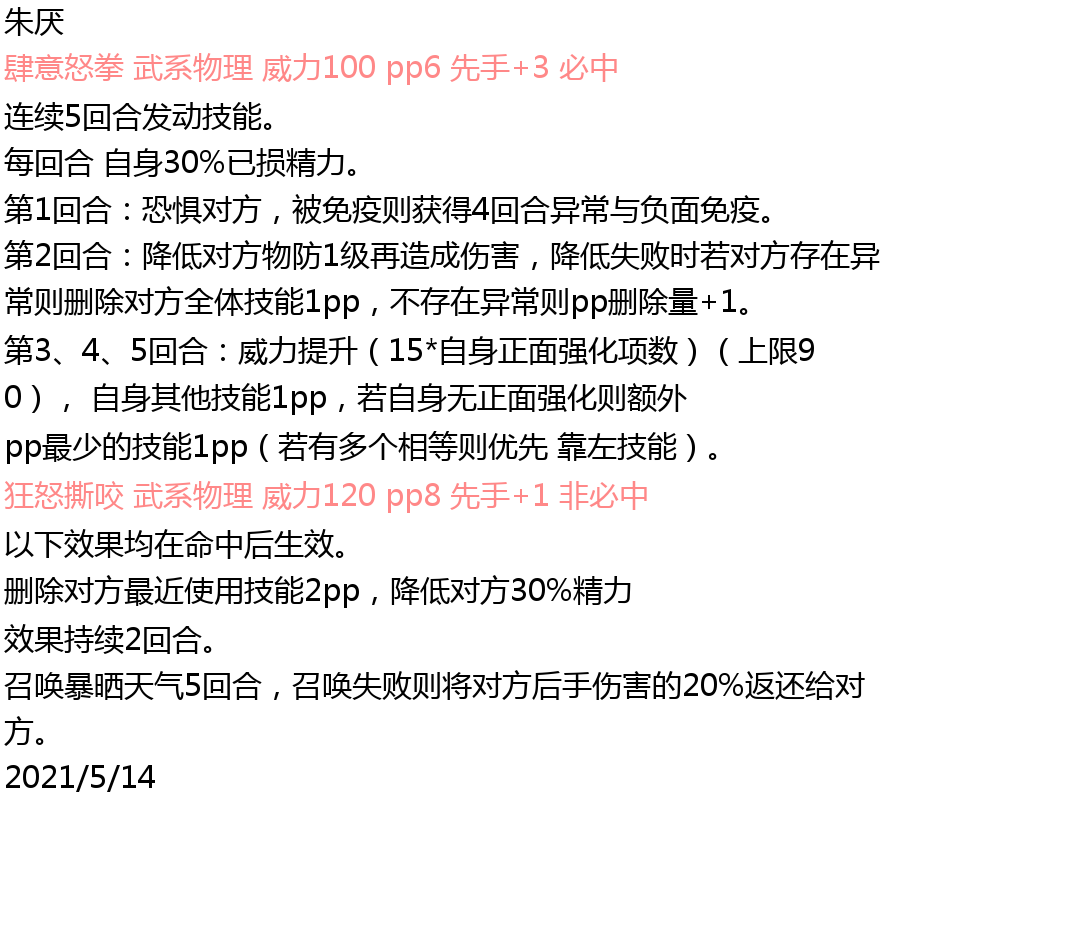 朱厌
肆意怒拳 武系物理 威力100 pp6 先手+3 必中
连续5回合发动技能。
每回合 自身30%已损精力。
第1回合：恐惧对方，被免疫则获得4回合异常与负面免疫。
第2回合：降低对方物防1级再造成伤害，降低失败时若对方存在异
常则删除对方全体技能1pp，不存在异常则pp删除量+1。
第3、4、5回合：威力提升（15*自身正面强化项数）（上限9
0）， 自身其他技能1pp，若自身无正面强化则额外
pp最少的技能1pp（若有多个相等则优先 靠左技能）。
狂怒撕咬 武系物理 威力120 pp8 先手+1 非必中
以下效果均在命中后生效。
删除对方最近使用技能2pp，降低对方30%精力
效果持续2回合。
召唤暴晒天气5回合，召唤失败则将对方后手伤害的20%返还给对
方。
2021/5/14